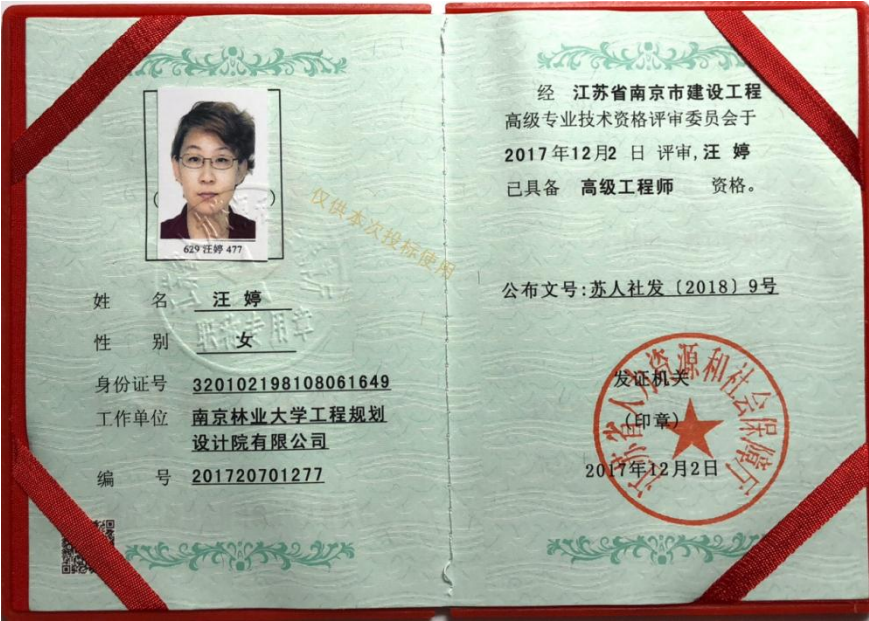 629 汪婷 477
姓 名 汪 婷
性 别 女
身份证号 320102198108061649
工作单位 南京林业大学工程规划
设计院有限公司
编 号 201720701277
职称专用章
仅供本次投标使用
经 江苏省南京市建设工程
高级专业技术资格评审委员会于
2017年12月2 日 评审,汪 婷
已具备 高级工程师 资格。
公布文号:苏人社发〔2018〕9号
发证机关
(印章)
2017年12月2日
江苏省人力资源和社会保障厅